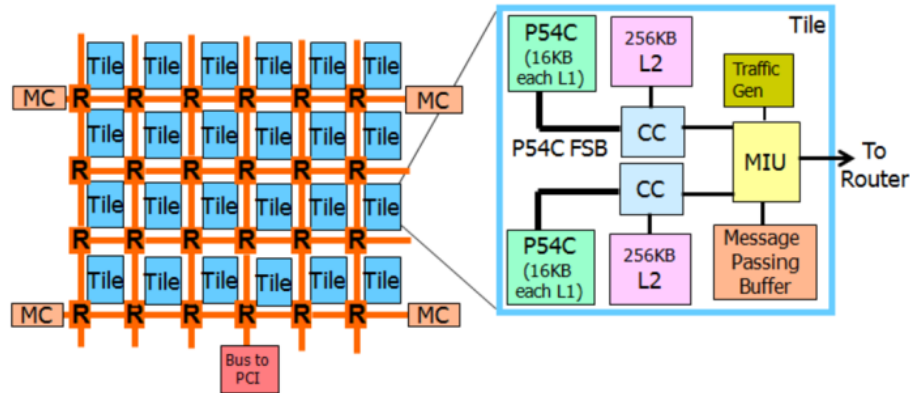 Tile Tile Tile Tile Tile Tile
MC R R R R R R MC
Tile Tile Tile Tile Tile Tile
R R R R R R
Tile Tile Tile Tile Tile Tile
R R R R R R
Tile Tile Tile Tile Tile Tile
MC R R R R R R MC
Bus to
PCI
Tile
P54C
(16KB
each L1)
256KB
L2
Traffic
Gen
CC
P54C FSB
MIU
To
Router
CC
P54C
(16KB
each L1)
256KB
L2
Message
Passing
Buffer